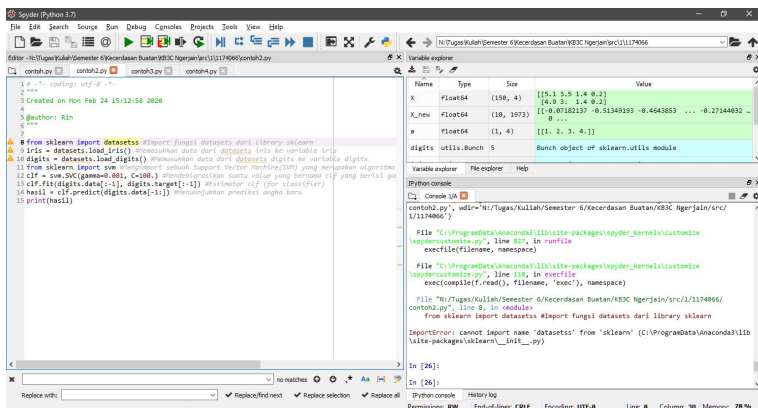 Spyder (Python 3.7)
File Edit Search Source Run Debug Consoles Projects Tools View Help
N:\Tugas\Kuliah\Semester 6\Kecerdasan Buatan\KB3C Ngerjain\src\1\1174066
Editor - N:\Tugas\Kuliah\Semester 6\Kecerdasan Buatan\KB3C Ngerjain\src\1\1174066\contoh2.py
contoh.py contoh2.py contoh3.py contoh4.py
1 # -*- coding: utf-8 -*-
2 """
3 Created on Mon Feb 24 15:12:58 2020
4
5 @author: Rin
6 """
7
8 from sklearn import datasetss #Import fungsi datasets dari library sklearn
9 iris = datasets.load_iris() #Memasukkan data dari datasets iris ke variable iris
10 digits = datasets.load_digits() #Memasukkan data dari datasets digits ke variable digits
11 from sklearn import svm #Mengimport sebuah Support Vector Machine(SVM) yang merupakan algoritma
12 clf = svm.SVC(gamma=0.001, C=100.) #Mendeklarasikan suatu value yang bernama clf yang berisi gam
13 clf.fit(digits.data[:-1], digits.target[:-1]) #Estimator clf (for classifier)
14 hasil = clf.predict(digits.data[-1:]) #Menunnjukkan prediksi angka baru
15 print(hasil)
no matches Aa
Replace with: Replace/find next Replace selection Replace all
Variable explorer
Name Type Size Value
X float64 (150, 4) [[5.1 3.5 1.4 0.2]
[4.9 3. 1.4 0.2]
X_new float64 (10, 1973) [[-0.07182137 -0.51349193 -0.4643853 ... -0.27144032 ...
0 ...
a float64 (1, 4) [[1. 2. 3. 4.]]
digits utils.Bunch 5 Bunch object of sklearn.utils module
Variable explorer File explorer Help
IPython console
Console 1/A
contoh2.py', wdir='N:/Tugas/Kuliah/Semester 6/Kecerdasan Buatan/KB3C Ngerjain/src/
1/1174066')
File "C:\ProgramData\Anaconda3\lib\site-packages\spyder_kernels\customize
\spydercustomize.py", line 827, in runfile
execfile(filename, namespace)
File "C:\ProgramData\Anaconda3\lib\site-packages\spyder_kernels\customize
\spydercustomize.py", line 110, in execfile
exec(compile(f.read(), filename, 'exec'), namespace)
File "N:/Tugas/Kuliah/Semester 6/Kecerdasan Buatan/KB3C Ngerjain/src/1/1174066/
contoh2.py", line 8, in <module>
from sklearn import datasetss #Import fungsi datasets dari library sklearn
ImportError: cannot import name 'datasetss' from 'sklearn' (C:\ProgramData\Anaconda3\lib
\site-packages\sklearn\__init__.py)
In [26]:
In [26]:
IPython console History log
Permissions: RW End-of-lines: CRLF Encoding: UTF-8 Line: 8 Column: 30 Memory: 78 %